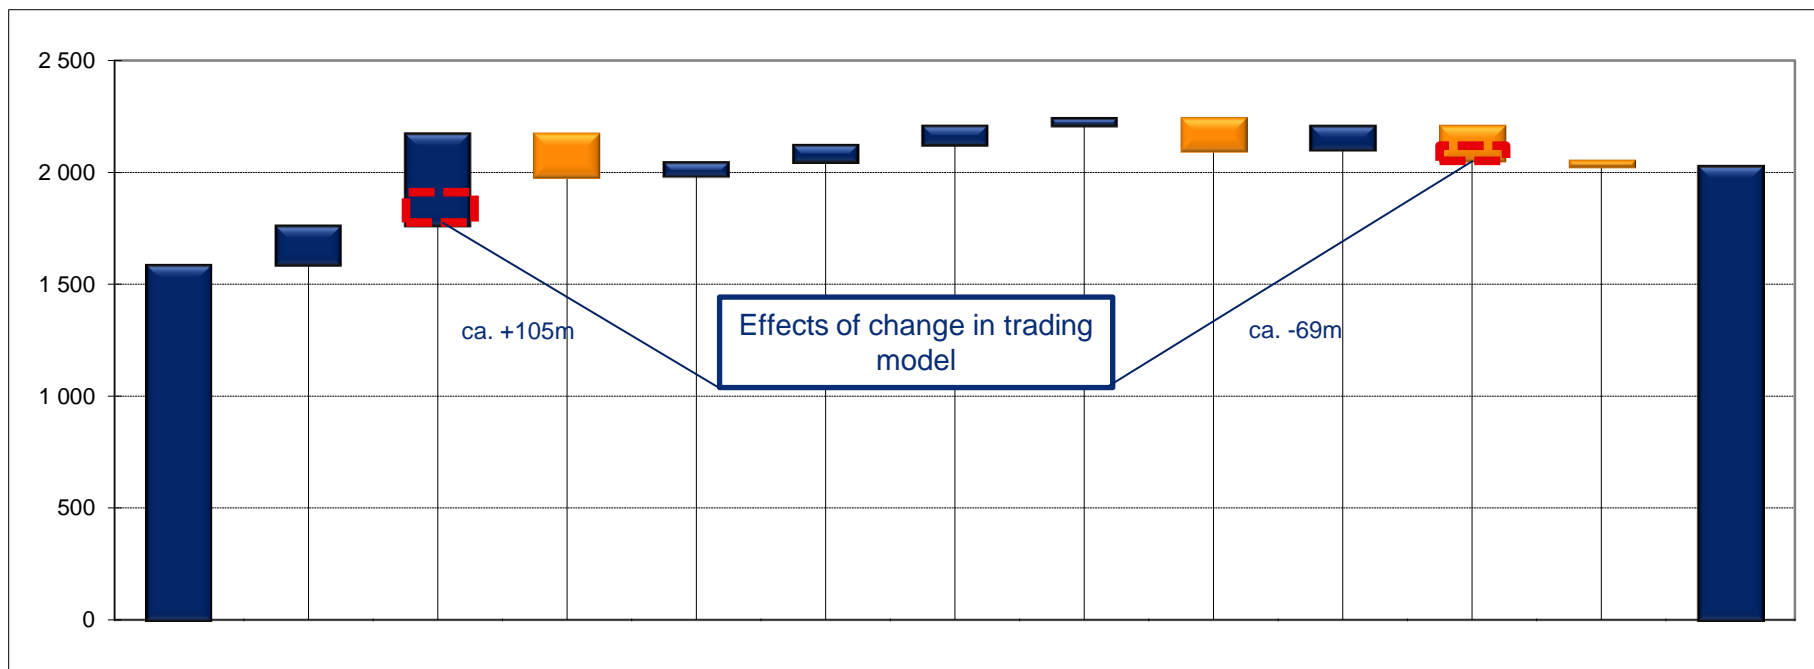 2 500
2 000
1 500
1 000
500
0
ca. +105m
Effects of change in trading
model
ca. -69m